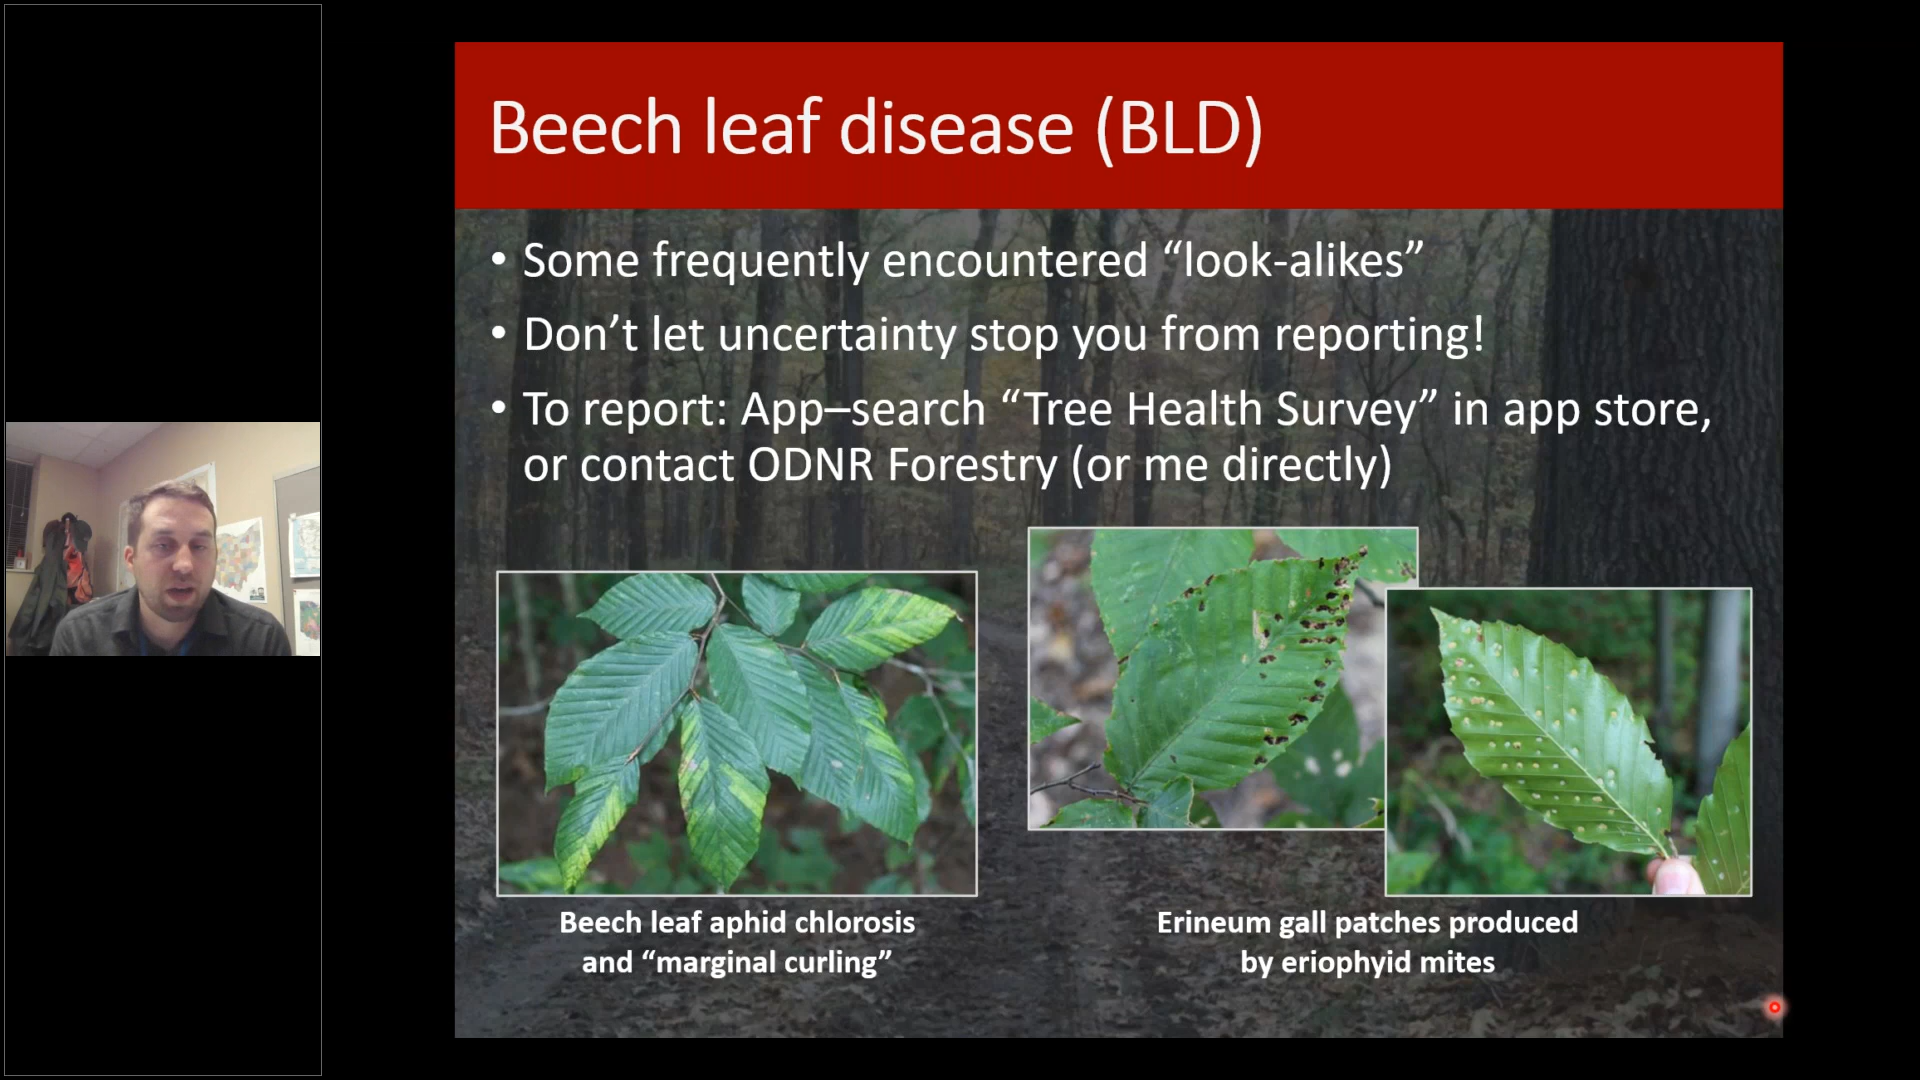 Beech leaf disease (BLD)
• Some frequently encountered “look-alikes”
• Don’t let uncertainty stop you from reporting!
• To report: App–search “Tree Health Survey” in app store,
or contact ODNR Forestry (or me directly)
Beech leaf aphid chlorosis
and “marginal curling”
Erineum gall patches produced
by eriophyid mites